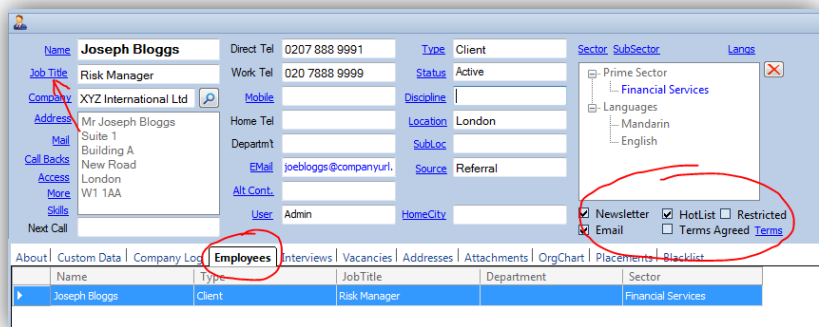 Name Joseph Bloggs Direct Tel 0207 888 9991 Type Client Sector SubSector Langs
Job Title Risk Manager Work Tel 020 7888 9999 Status Active Prime Sector
Company XYZ International Ltd Mobile Discipline Financial Services
Address Mr Joseph Bloggs Home Tel Location London Languages
Mail Suite 1 Departm't SubLoc Mandarin
Building A English
Call Backs New Road EMail joebloggs@companyurl. Source Referral
Access London
More W1 1AA Alt Cont.
Skills User Admin HomeCity Newsletter HotList Restricted
Next Call Email Terms Agreed Terms
About Custom Data Company Log Employees Interviews Vacancies Addresses Attachments OrgChart Placements Blacklist
Name Type JobTitle Department Sector
Joseph Bloggs Client Risk Manager Financial Services